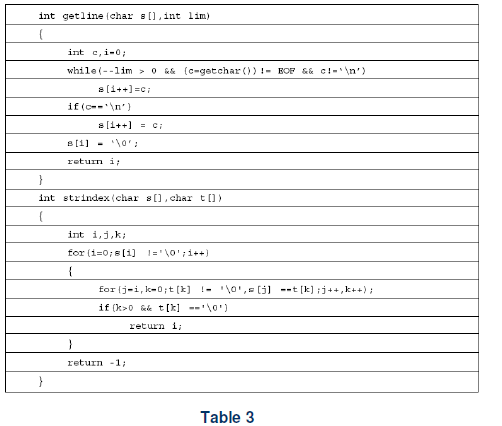 int getline(char s[],int lim)
{
int c,i=0;
while(--lim > 0 && (c=getchar())!= EOF && c!=‘\n’)
s[i++]=c;
if(c==‘\n’)
s[i++] = c;
s[i] = ‘\0’;
return i;
}
int strindex(char s[],char t[])
{
int i,j,k;
for(i=0;s[i] !=‘\0’;i++)
{
for(j=i,k=0;t[k] != ‘\0’,s[j] ==t[k];j++,k++);
if(k>0 && t[k] ==‘\0’)
return i;
}
return -1;
}
Table 3